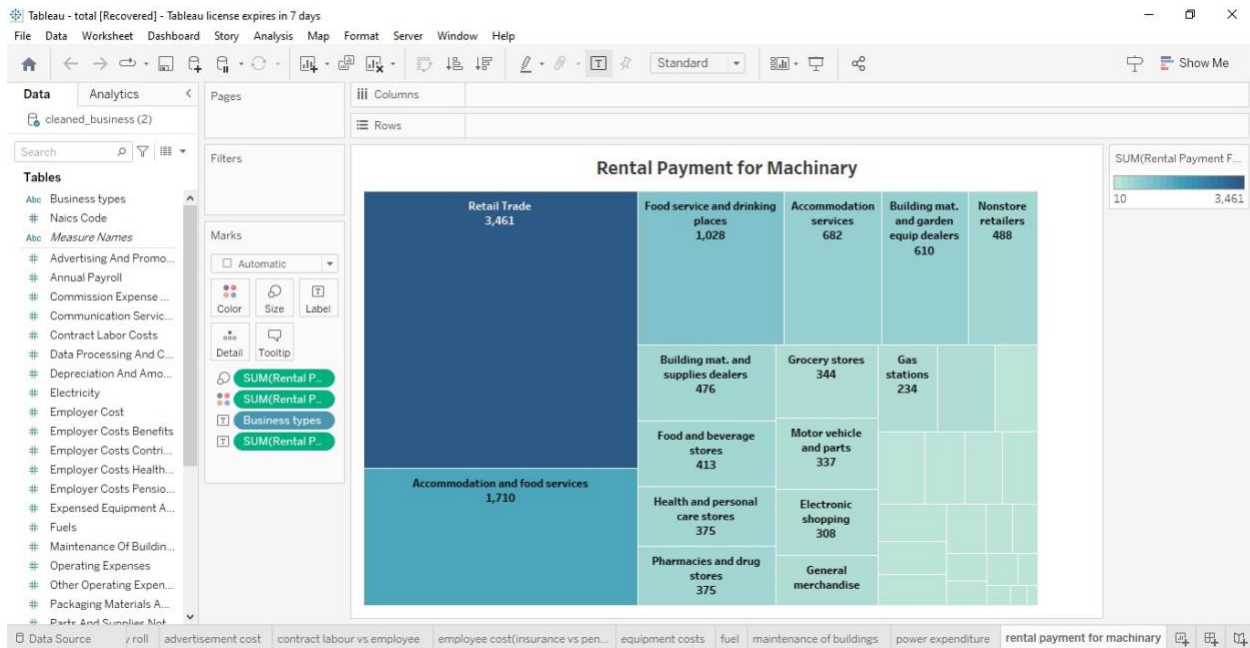 Tableau - total [Recovered] - Tableau license expires in 7 days
File Data Worksheet Dashboard Story Analysis Map Format Server Window Help
Standard
Show Me
Data Analytics
cleaned_business (2)
Search
Tables
Abc Business types
# Naics Code
Abc Measure Names
# Advertising And Promo...
# Annual Payroll
# Commission Expense ...
# Communication Servic...
# Contract Labor Costs
# Data Processing And C...
# Depreciation And Amo...
# Electricity
# Employer Cost
# Employer Costs Benefits
# Employer Costs Contri...
# Employer Costs Health...
# Employer Costs Pensio...
# Expensed Equipment A...
# Fuels
# Maintenance Of Buildin...
# Operating Expenses
# Other Operating Expen...
# Packaging Materials A...
# Parts And Supplies Not
Pages
Filters
Marks
Automatic
Color Size Label
Detail Tooltip
SUM(Rental P..
SUM(Rental P..
Business types
SUM(Rental P..
Columns
Rows
Rental Payment for Machinary
Retail Trade
3,461
Accommodation and food services
1,710
Food service and drinking
places
1,028
Accommodation
services
682
Building mat.
and garden
equip dealers
610
Nonstore
retailers
488
Building mat. and
supplies dealers
476
Grocery stores
344
Gas
stations
234
Food and beverage
stores
413
Motor vehicle
and parts
337
Health and personal
care stores
375
Electronic
shopping
308
Pharmacies and drug
stores
375
General
merchandise
SUM(Rental Payment F...
10 3,461
Data Source
/ roll
advertisement cost
contract labour vs employee
employee cost(insurance vs pen...
equipment costs
fuel
maintenance of buildings
power expenditure
rental payment for machinary